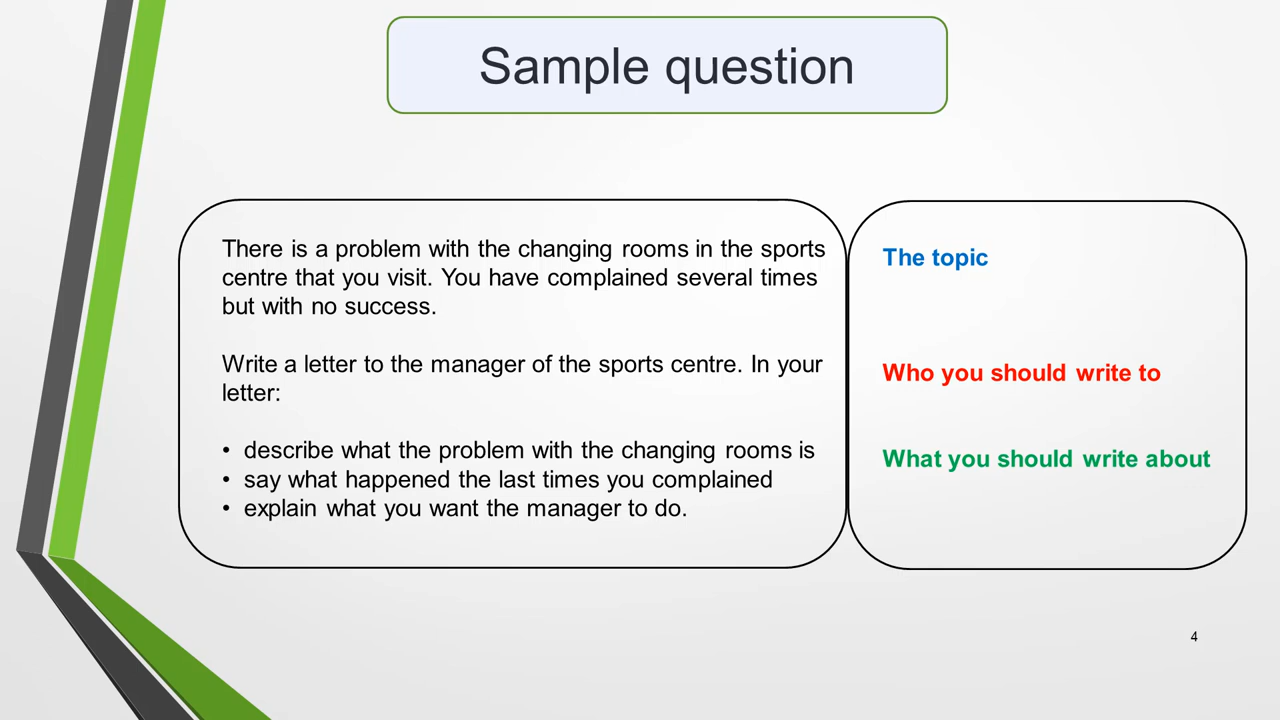 Sample question
There is a problem with the changing rooms in the sports
centre that you visit. You have complained several times
but with no success.
Write a letter to the manager of the sports centre. In your
letter:
• describe what the problem with the changing rooms is
• say what happened the last times you complained
• explain what you want the manager to do.
The topic
Who you should write to
What you should write about
4